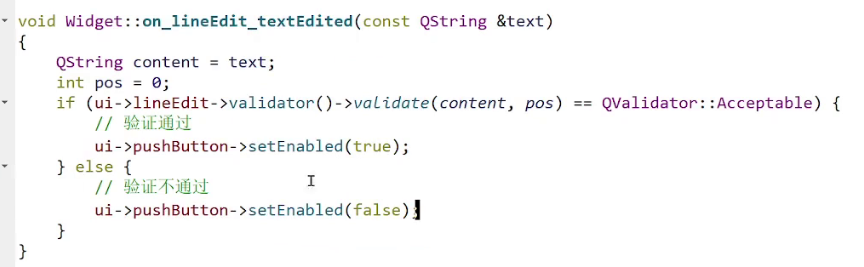 void Widget::on_lineEdit_textEdited(const QString &text)
{
    QString content = text;
    int pos = 0;
    if (ui->lineEdit->validator()->validate(content, pos) == QValidator::Acceptable) {
        // 验证通过
        ui->pushButton->setEnabled(true);
    } else {
        // 验证不通过
        ui->pushButton->setEnabled(false);
    }
}